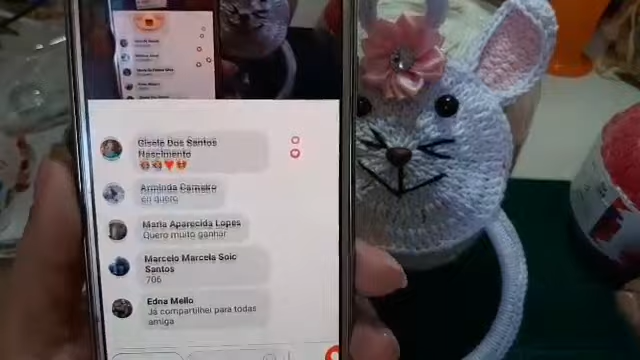 Gisele Dos Santos
Nascimento
Arminda
eu quero
Maria Aparecida Lopes
Quero muito ganhar
Marcelo Marcela Soic
Santos
706
Edna Mello
Já compartilhei para todas
amiga